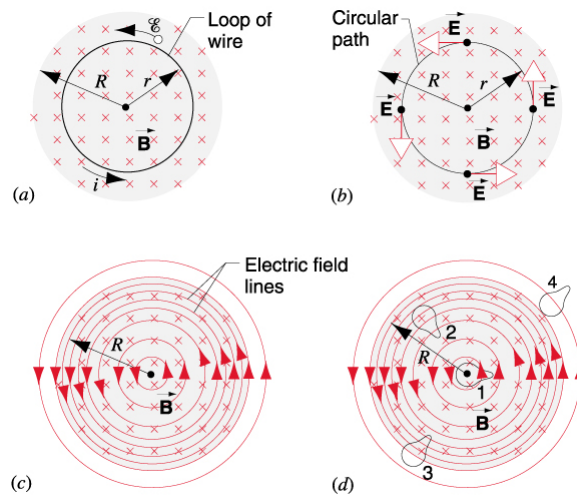 ℰ
Loop of
wire
R
r
B
i
(a)
Circular
path
E
R
r
E
E
B
E
(b)
Electric field
lines
R
B
(c)
4
2
R
1
B
3
(d)